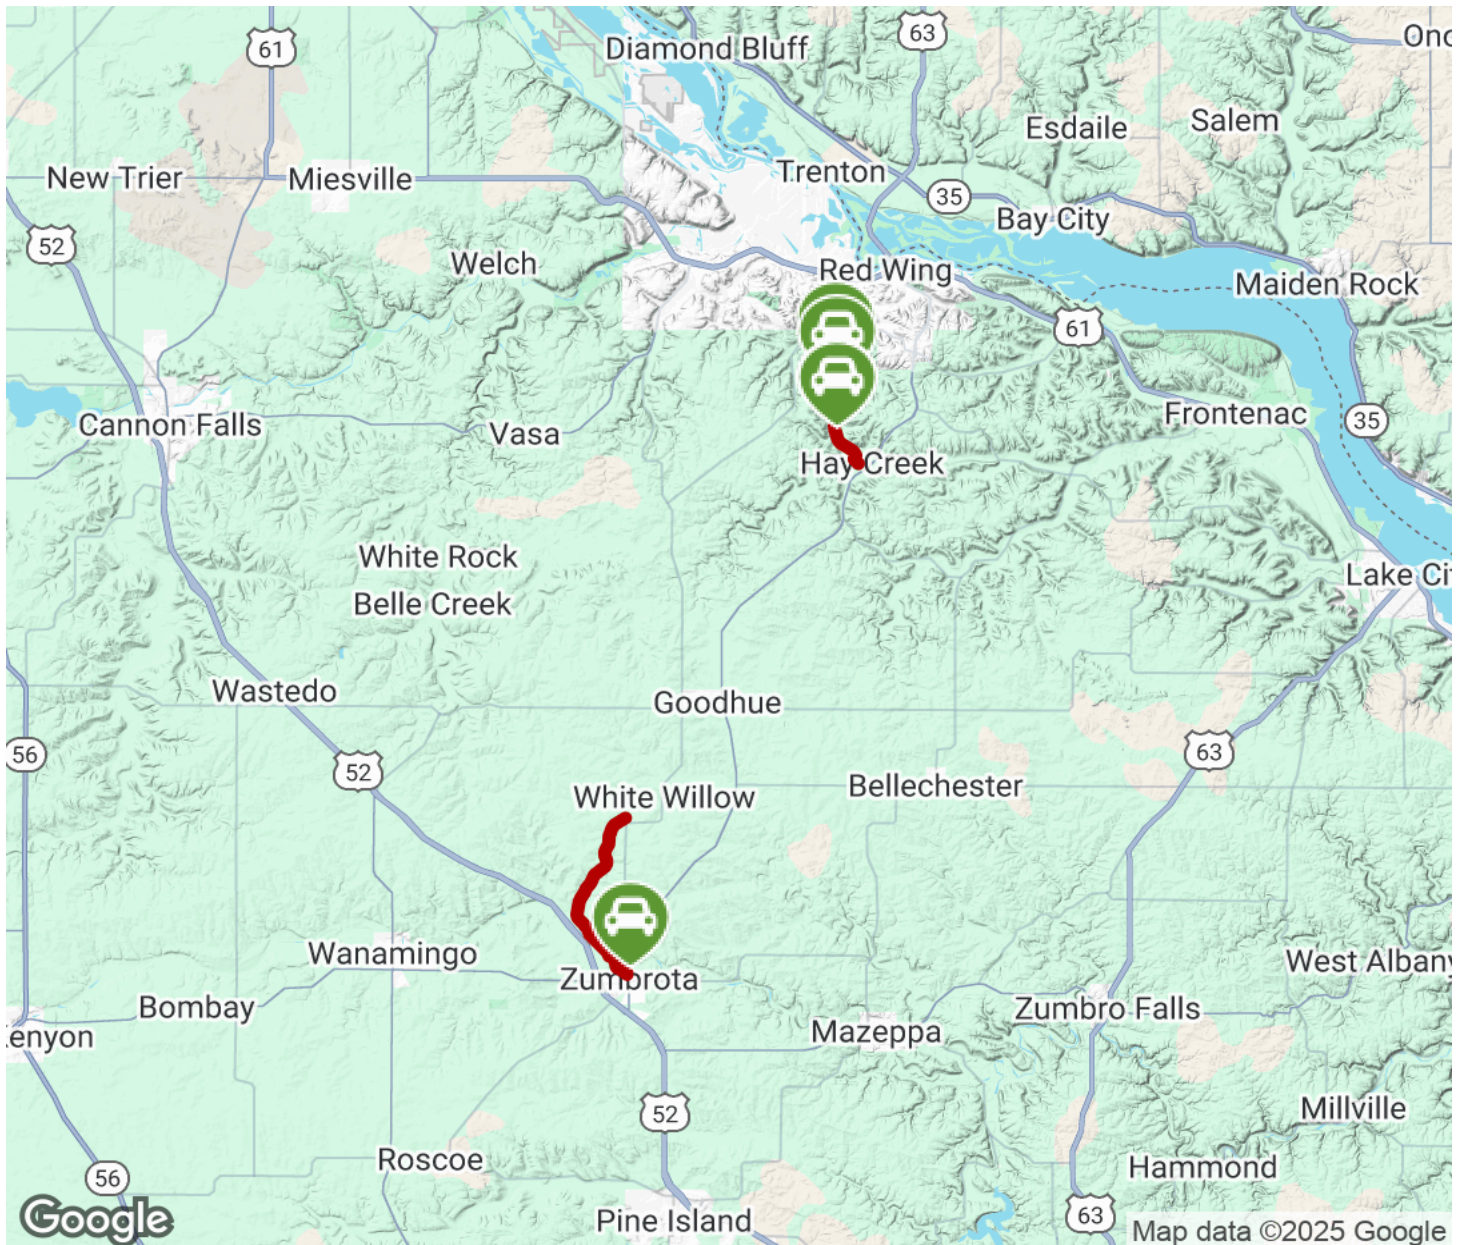 61
Diamond Bluff
63
Ono
Esdaile
Salem
New Trier
Miesville
Trenton
35
Bay City
52
Welch
Red Wing
Maiden Rock
61
Cannon Falls
Vasa
Frontenac
35
Hay Creek
White Rock
Belle Creek
Lake Cit
Wastedo
Goodhue
56
52
63
White Willow
Bellechester
Wanamingo
Zumbrota
West Albany
Bombay
Zumbro Falls
enyon
Mazeppa
52
Millville
Roscoe
Hammond
56
Google
Pine Island
63
Map data ©2025 Google